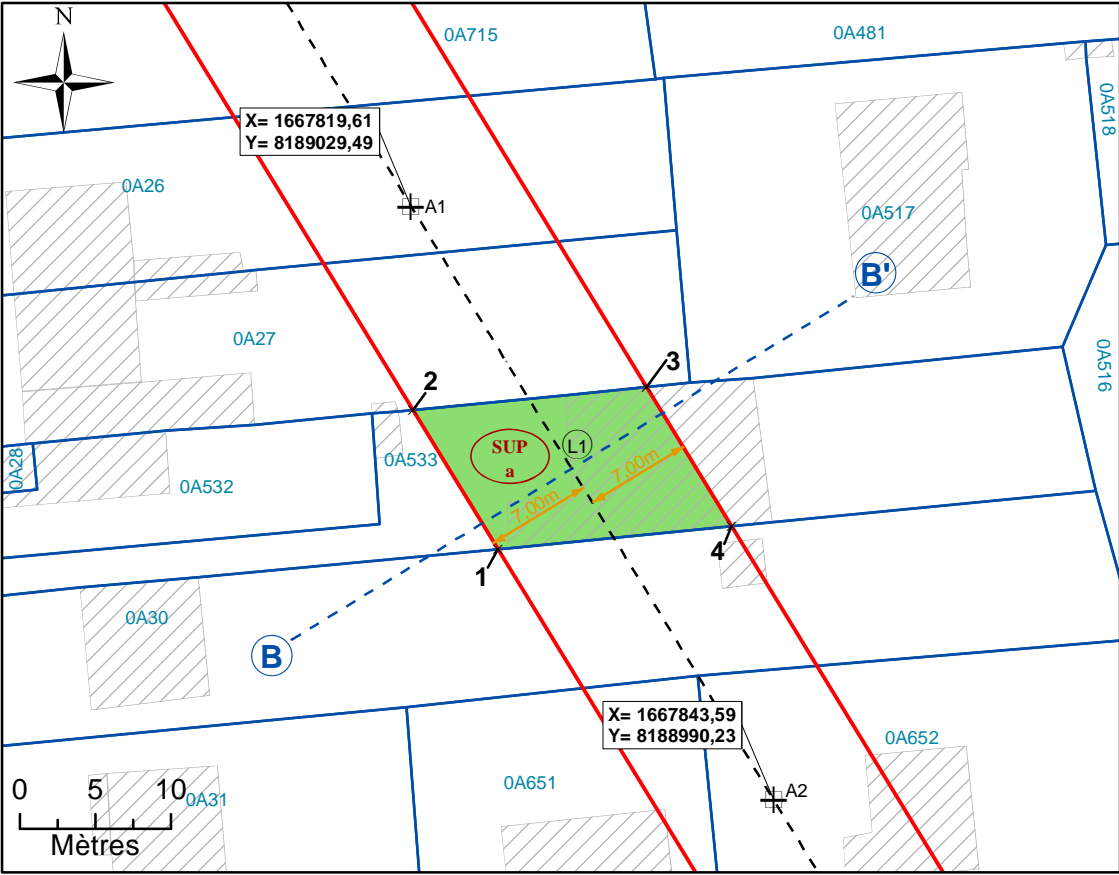 N
0A715
0A481
0A518
X= 1667819,61
Y= 8189029,49
0A26
A1
0A517
B'
0A27
0A516
2
3
SUP
a
L1
0A533
7,00m
7,00m
0A28
0A532
1
4
0A30
B
X= 1667843,59
Y= 8188990,23
0A652
0A651
A2
0 5 10
0A31
Mètres